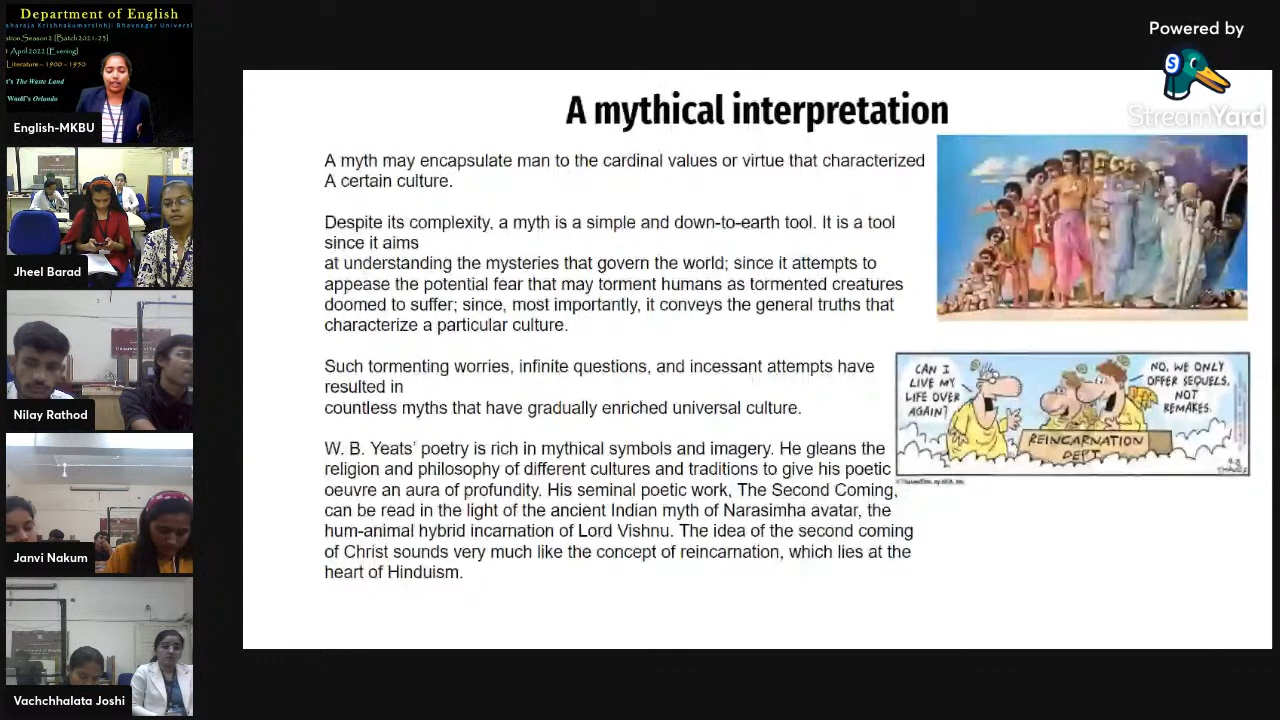 Department of English
Maharaja Krishnakumarsinhji Bhavnagar Universi
ation Season 2 [Batch 2021-23]
April 2022 [Evening]
Literature – 1900 – 1950
t's The Waste Land
Woolf's Orlando
English-MKBU
Jheel Barad
Nilay Rathod
Janvi Nakum
Vachchhalata Joshi
Powered by
S
StreamYard
A mythical interpretation
A myth may encapsulate man to the cardinal values or virtue that characterized
A certain culture.
Despite its complexity, a myth is a simple and down-to-earth tool. It is a tool
since it aims
at understanding the mysteries that govern the world; since it attempts to
appease the potential fear that may torment humans as tormented creatures
doomed to suffer; since, most importantly, it conveys the general truths that
characterize a particular culture.
Such tormenting worries, infinite questions, and incessant attempts have
resulted in
countless myths that have gradually enriched universal culture.
W. B. Yeats' poetry is rich in mythical symbols and imagery. He gleans the
religion and philosophy of different cultures and traditions to give his poetic
oeuvre an aura of profundity. His seminal poetic work, The Second Coming,
can be read in the light of the ancient Indian myth of Narasimha avatar, the
hum-animal hybrid incarnation of Lord Vishnu. The idea of the second coming
of Christ sounds very much like the concept of reincarnation, which lies at the
heart of Hinduism.
CAN I
LIVE MY
LIFE OVER
AGAIN?
NO. WE ONLY
OFFER SEQUELS,
NOT
REMAKES.
REINCARNATION
DEPT.